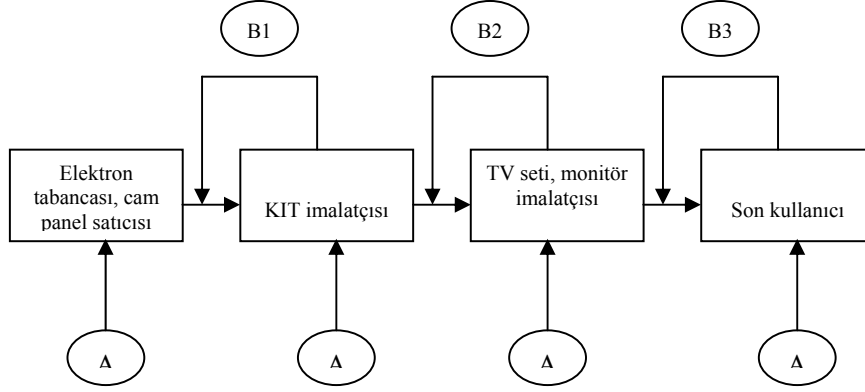 B1
B2
B3
Elektron
tabancası, cam
panel satıcısı
KIT imalatçısı
TV seti, monitör
imalatçısı
Son kullanıcı